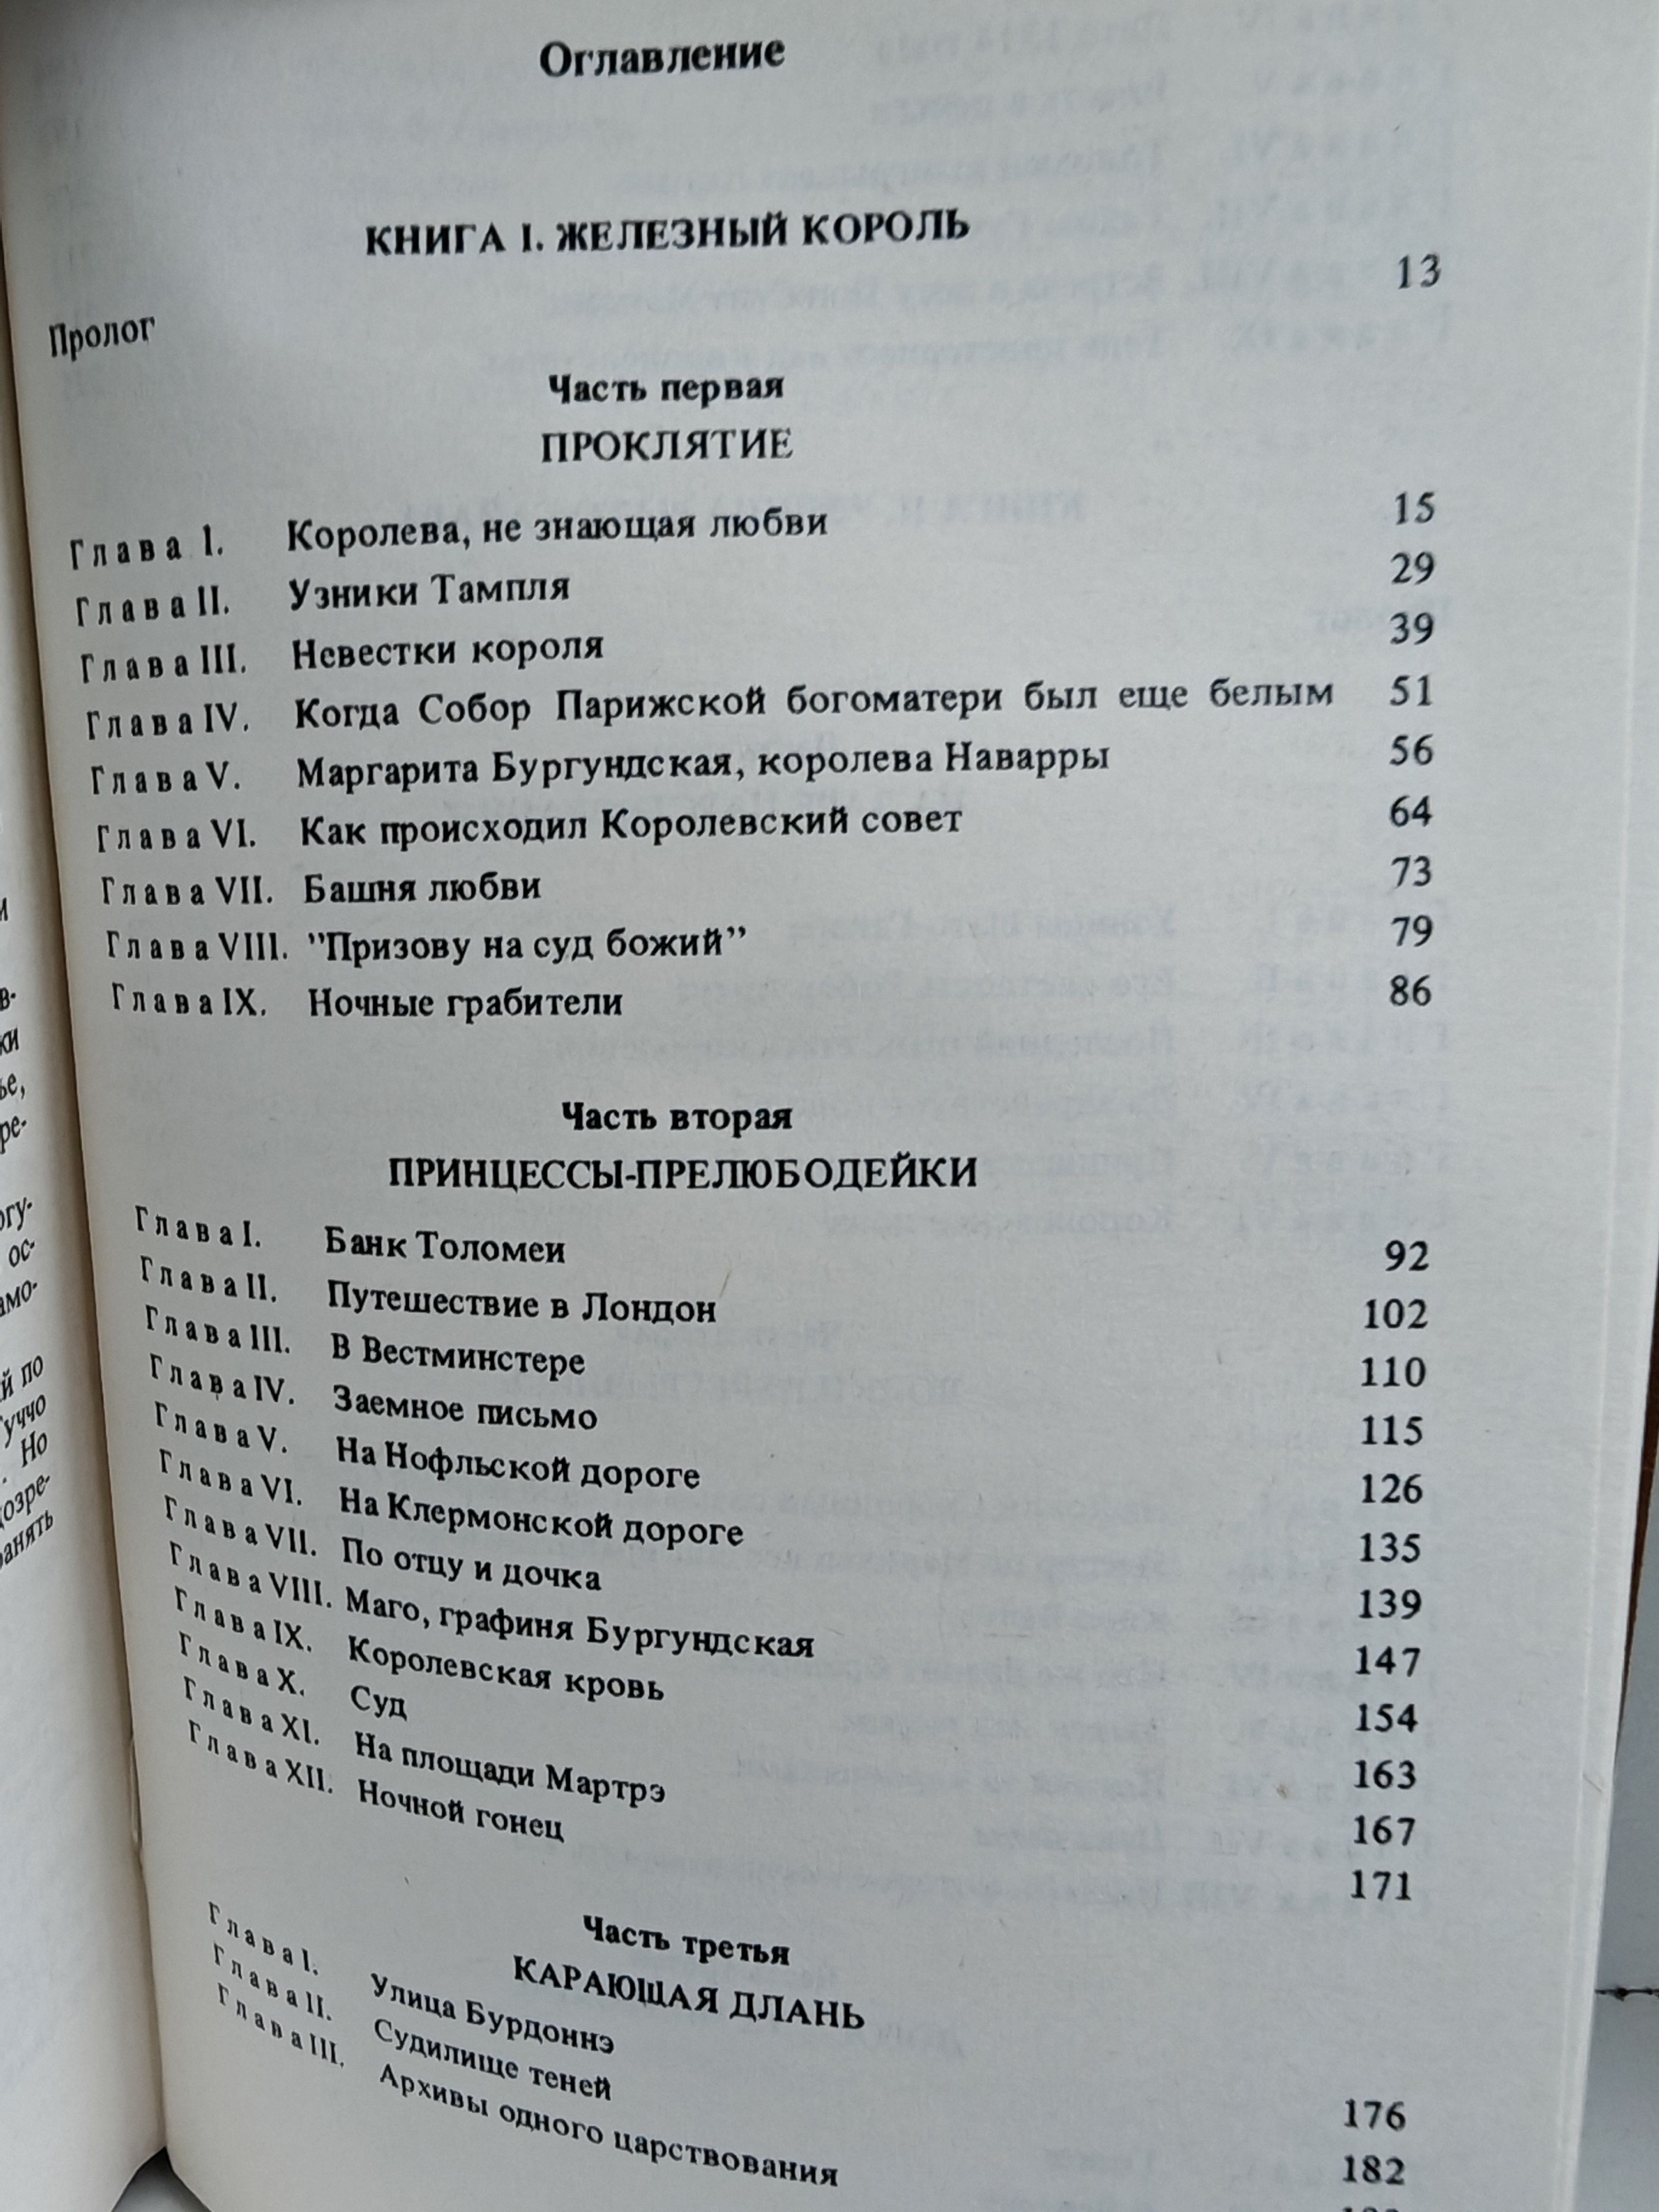 Оглавление
КНИГА I. ЖЕЛЕЗНЫЙ КОРОЛЬ
Пролог 13
Часть первая
ПРОКЛЯТИЕ
Глава I. Королева, не знающая любви 15
Глава II. Узники Тампля 29
Глава III. Невестки короля 39
Глава IV. Когда Собор Парижской богоматери был еще белым 51
Глава V. Маргарита Бургундская, королева Наварры 56
Глава VI. Как происходил Королевский совет 64
Глава VII. Башня любви 73
Глава VIII. ”Призову на суд божий” 79
Глава IX. Ночные грабители 86
Часть вторая
ПРИНЦЕССЫ-ПРЕЛЮБОДЕЙКИ
Глава I. Банк Толомеи 92
Глава II. Путешествие в Лондон 102
Глава III. В Вестминстере 110
Глава IV. Заемное письмо 115
Глава V. На Нофльской дороге 126
Глава VI. На Клермонской дороге 135
Глава VII. По отцу и дочка 139
Глава VIII. Маго, графиня Бургундская 147
Глава IX. Королевская кровь 154
Глава X. Суд 163
Глава XI. На площади Мартрэ 167
Глава XII. Ночной гонец 171
Часть третья
КАРАЮЩАЯ ДЛАНЬ
Глава I. Улица Бурдоннэ 176
Глава II. Судилище теней 182
Глава III. Архивы одного царствования